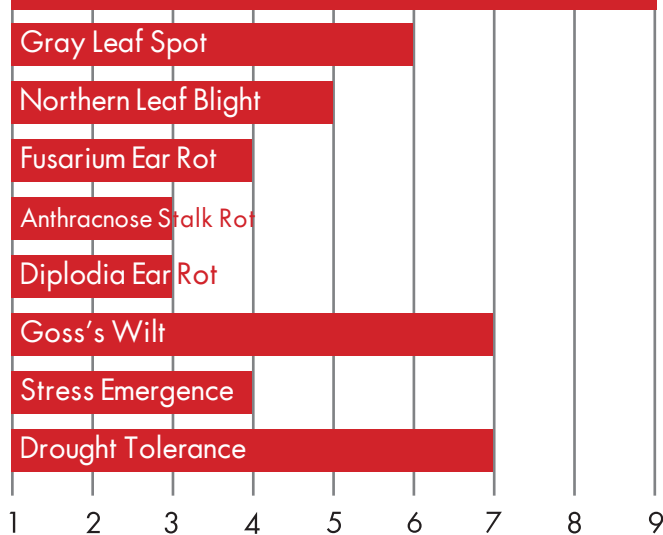 Gray Leaf Spot
Northern Leaf Blight
Fusarium Ear Rot
Anthracnose Stalk Rot
Diplodia Ear Rot
Goss's Wilt
Stress Emergence
Drought Tolerance
1 2 3 4 5 6 7 8 9